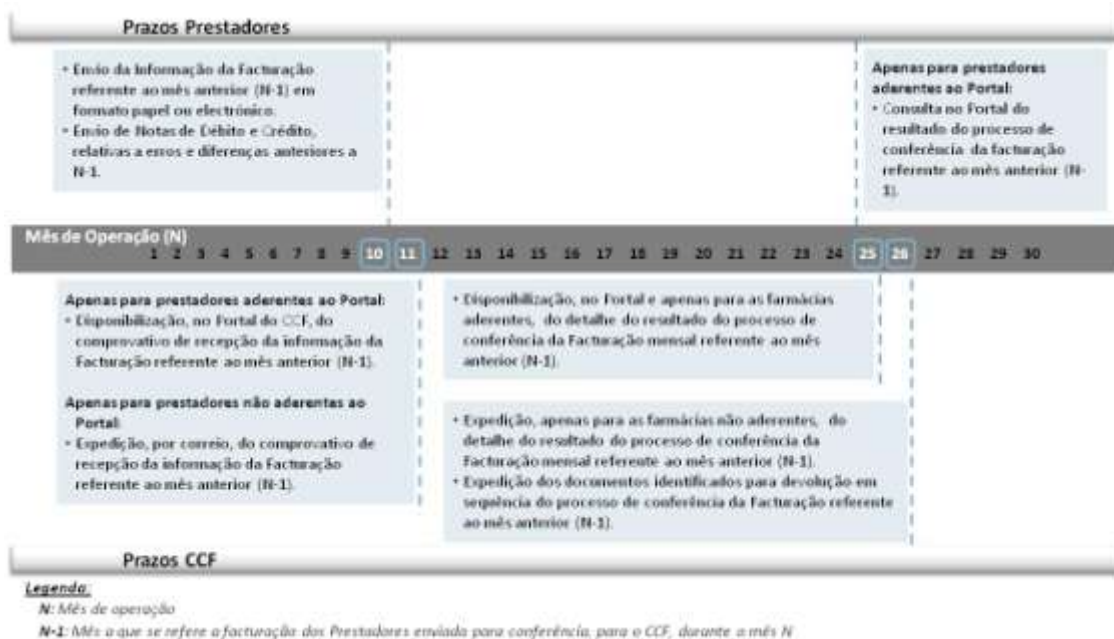 Prazos Prestadores
• Envio da Informação da Facturação
referente ao mês anterior (N-1) em
formato papel ou electrónico.
• Envio de Notas de Débito e Crédito,
relativas a erros e diferenças anteriores a
N-1.
Apenas para prestadores
aderentes ao Portal:
• Consulta no Portal do
resultado do processo de
conferência da facturação
referente ao mês anterior (N-
1).
Mês de Operação (N)
1 2 3 4 5 6 7 8 9 10 11 12 13 14 15 16 17 18 19 20 21 22 23 24 25 26 27 28 29 30
Apenas para prestadores aderentes ao Portal:
• Disponibilização, no Portal do CCF, do
comprovativo de recepção da informação da
Facturação referente ao mês anterior (N-1).
Apenas para prestadores não aderentes ao
Portal:
• Expedição, por correio, do comprovativo de
recepção da informação da Facturação
referente ao mês anterior (N-1).
• Disponibilização, no Portal e apenas para as farmácias
aderentes, do detalhe do resultado do processo de
conferência da Facturação mensal referente ao mês
anterior (N-1).
• Expedição, apenas para as farmácias não aderentes, do
detalhe do resultado do processo de conferência da
Facturação mensal referente ao mês anterior (N-1).
• Expedição dos documentos identificados para devolução em
sequência do processo de conferência da Facturação referente
ao mês anterior (N-1).
Prazos CCF
Legenda:
N: Mês de operação
N-1: Mês a que se refere a facturação dos Prestadores enviada para conferência, para o CCF, durante o mês N